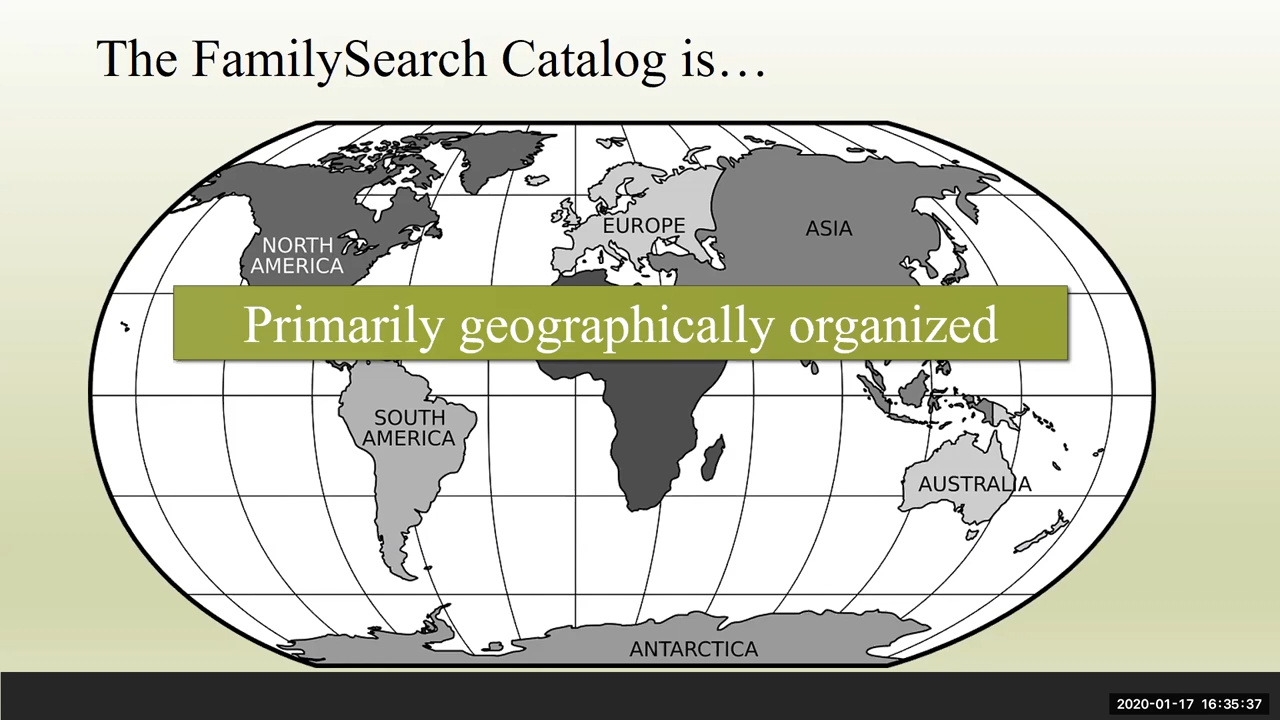 The FamilySearch Catalog is…
NORTH
AMERICA
EUROPE
ASIA
Primarily geographically organized
SOUTH
AMERICA
AUSTRALIA
ANTARCTICA
2020-01-17 16:35:37